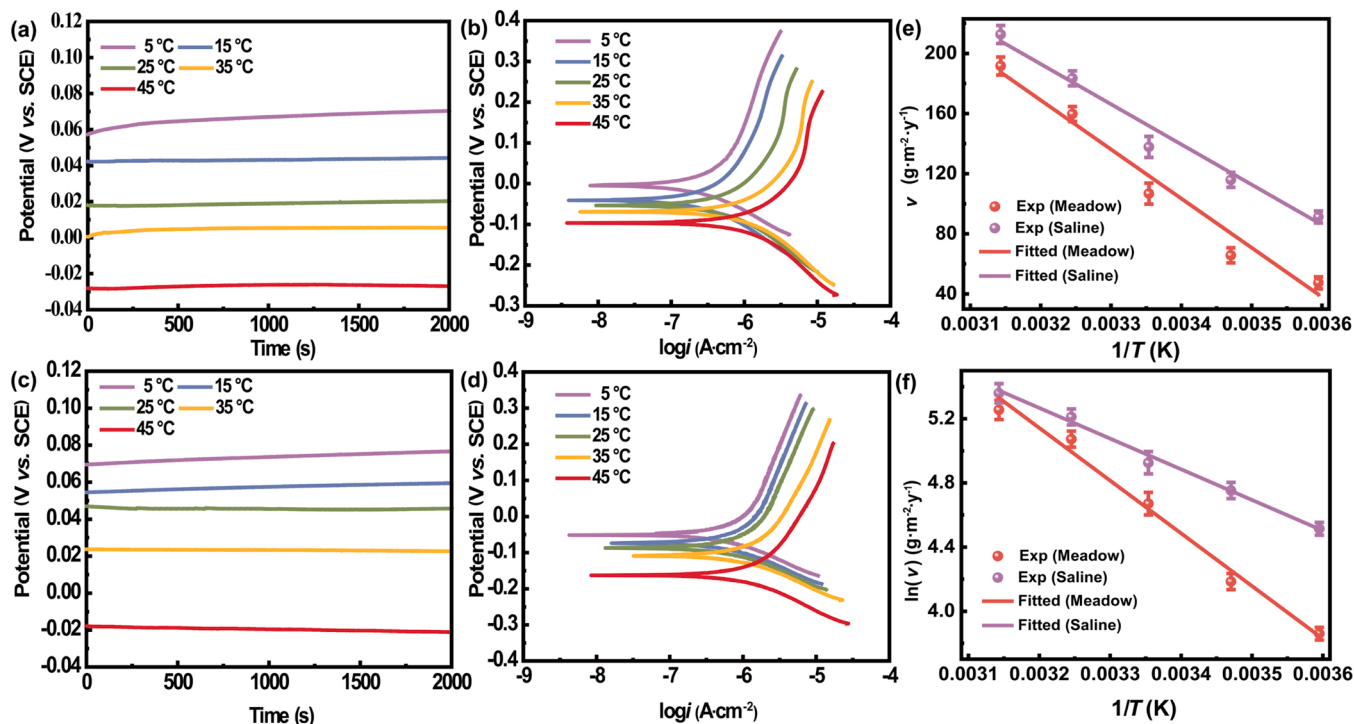 (a)
0.12
0.10
0.08
0.06
0.04
0.02
0.00
-0.02
-0.04
Potential (V vs. SCE)
5 °C 15 °C
25 °C 35 °C
45 °C
0 500 1000 1500 2000
Time (s)
(b)
0.4
0.3
0.2
0.1
0.0
-0.1
-0.2
-0.3
Potential (V vs. SCE)
5 °C
15 °C
25 °C
35 °C
45 °C
-9 -8 -7 -6 -5 -4
logi (A·cm⁻²)
(e)
200
160
120
80
40
v (g·m⁻²·y⁻¹)
Exp (Meadow)
Exp (Saline)
Fitted (Meadow)
Fitted (Saline)
0.0031 0.0032 0.0033 0.0034 0.0035 0.0036
1/T (K)
(c)
0.12
0.10
0.08
0.06
0.04
0.02
0.00
-0.02
-0.04
Potential (V vs. SCE)
5 °C 15 °C
25 °C 35 °C
45 °C
0 500 1000 1500 2000
Time (s)
(d)
0.4
0.3
0.2
0.1
0.0
-0.1
-0.2
-0.3
-0.4
Potential (V vs. SCE)
5 °C
15 °C
25 °C
35 °C
45 °C
-9 -8 -7 -6 -5 -4
logi (A·cm⁻²)
(f)
5.2
4.8
4.4
4.0
ln(v) (g·m⁻²·y⁻¹)
Exp (Meadow)
Exp (Saline)
Fitted (Meadow)
Fitted (Saline)
0.0031 0.0032 0.0033 0.0034 0.0035 0.0036
1/T (K)